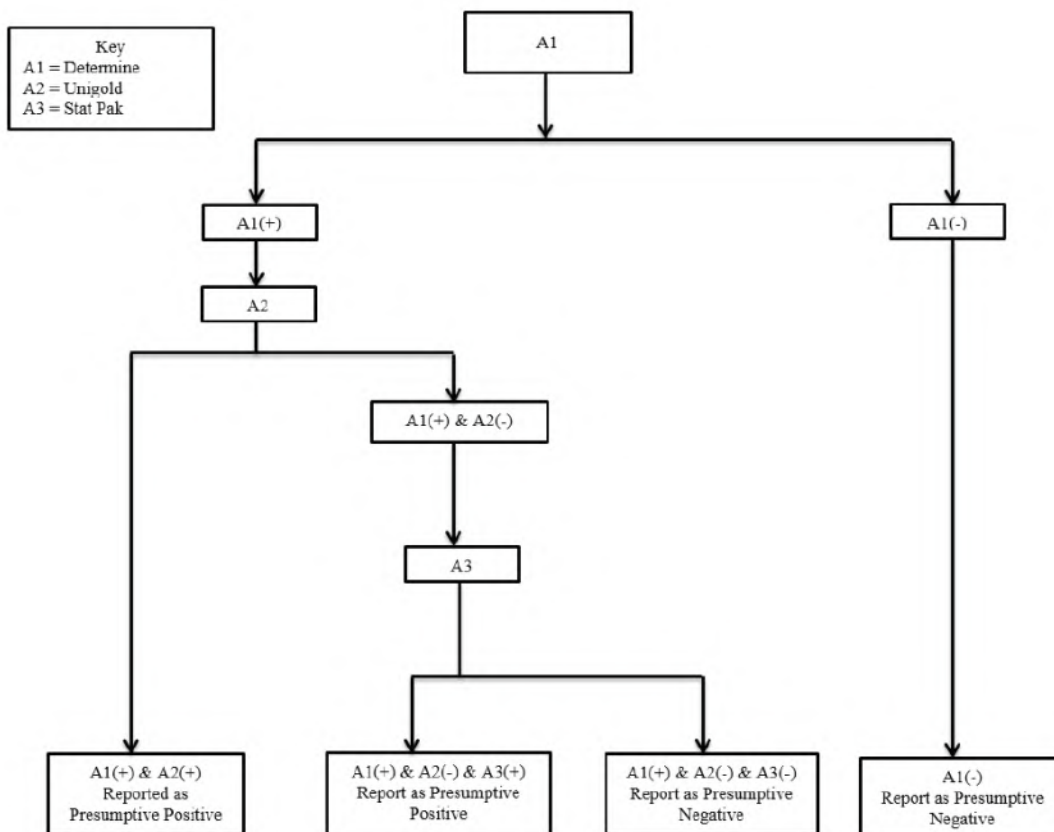 Key
A1 = Determine
A2 = Unigold
A3 = Stat Pak
A1
A1(+)
A1(-)
A2
A1(+) & A2(-)
A3
A1(+) & A2(+)
Reported as
Presumptive Positive
A1(+) & A2(-) & A3(+)
Report as Presumptive
Positive
A1(+) & A2(-) & A3(-)
Report as Presumptive
Negative
A1(-)
Report as Presumptive
Negative